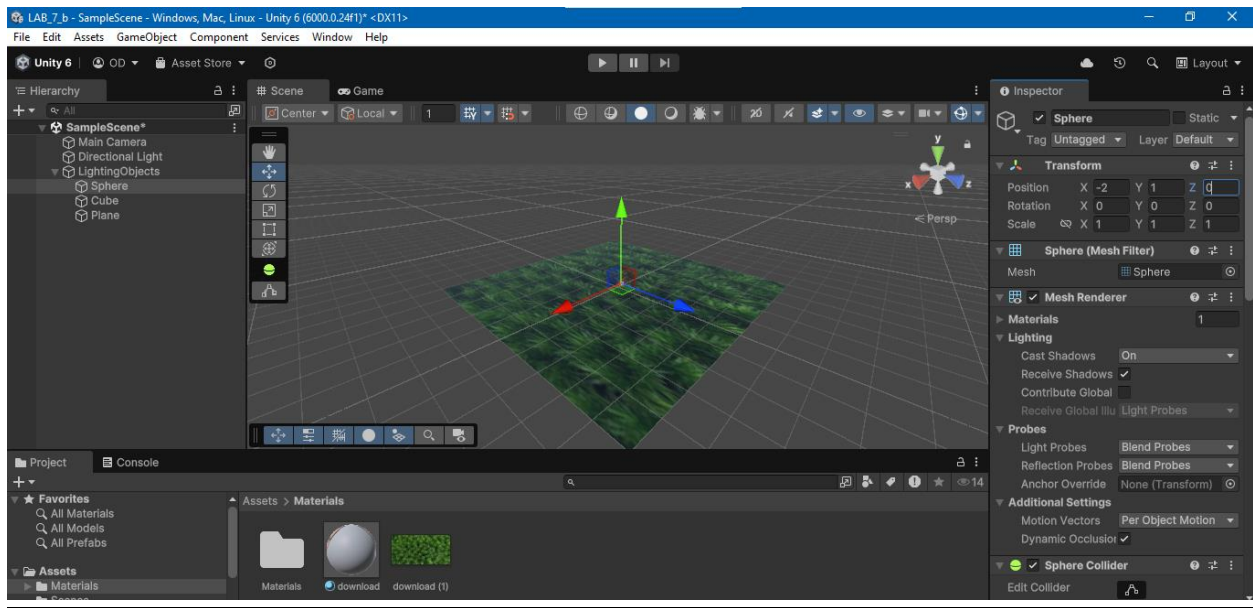 LAB_7_b - SampleScene - Windows, Mac, Linux - Unity 6 (6000.0.24f1)* <DX11>
File Edit Assets GameObject Component Services Window Help
Unity 6 OD Asset Store Layout
Hierarchy
All
SampleScene*
Main Camera
Directional Light
LightingObjects
Sphere
Cube
Plane
Scene Game
Center Local 1 2D
y
x z
Persp
Inspector
Sphere Static
Tag Untagged Layer Default
Transform
Position X -2 Y 1 Z 0
Rotation X 0 Y 0 Z 0
Scale X 1 Y 1 Z 1
Sphere (Mesh Filter)
Mesh Sphere
Mesh Renderer
Materials 1
Lighting
Cast Shadows On
Receive Shadows
Contribute Global
Receive Global Illu Light Probes
Probes
Light Probes Blend Probes
Reflection Probes Blend Probes
Anchor Override None (Transform)
Additional Settings
Motion Vectors Per Object Motion
Dynamic Occlusion
Sphere Collider
Edit Collider
Project Console
14
Favorites
All Materials
All Models
All Prefabs
Assets
Materials
Assets > Materials
Materials download download (1)